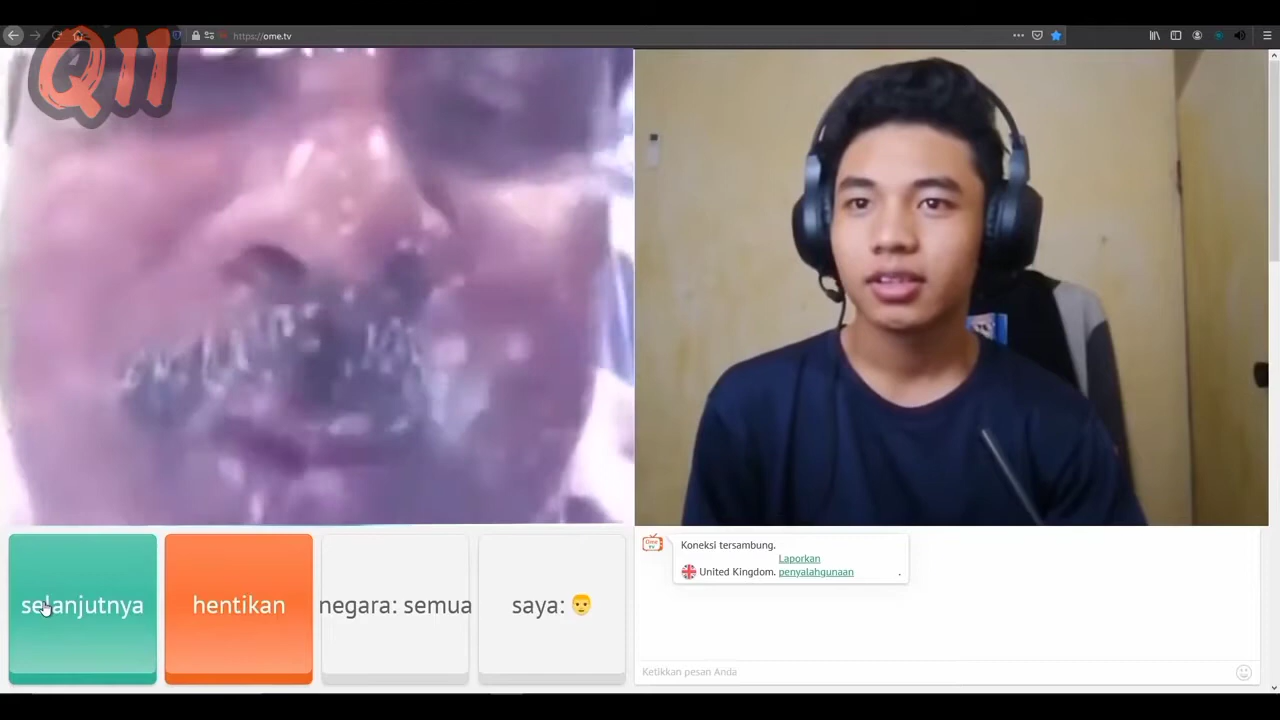 Q11
https://ome.tv
Koneksi tersambung.
Laporkan
United Kingdom. penyalahgunaan .
selanjutnya
hentikan
negara: semua
saya:
Ketikkan pesan Anda